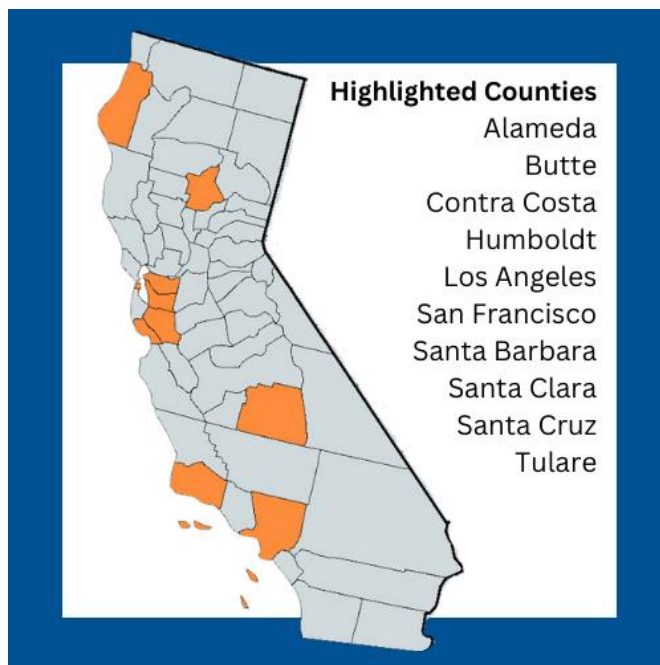 Highlighted Counties
Alameda
Butte
Contra Costa
Humboldt
Los Angeles
San Francisco
Santa Barbara
Santa Clara
Santa Cruz
Tulare